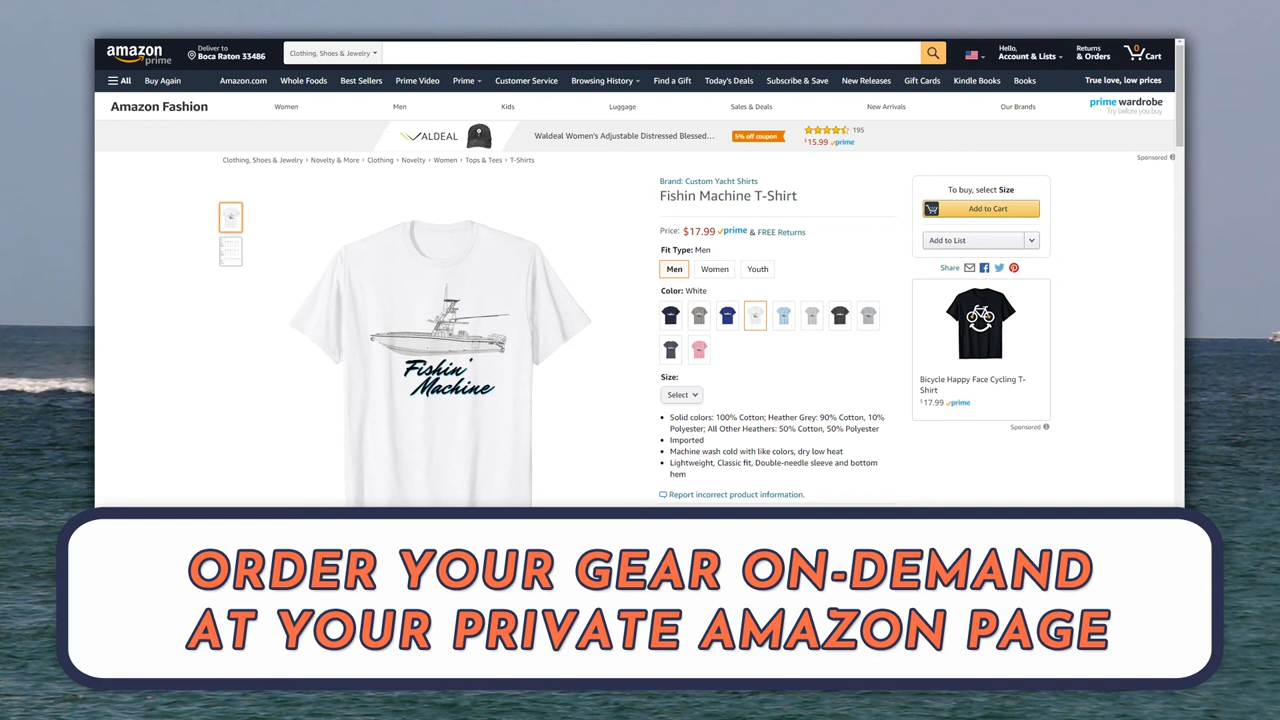 amazon
prime
Deliver to
Boca Raton 33486
Clothing, Shoes & Jewelry
Hello,
Account & Lists
Returns
& Orders
0
Cart
All
Buy Again
Amazon.com
Whole Foods
Best Sellers
Prime Video
Prime
Customer Service
Browsing History
Find a Gift
Today's Deals
Subscribe & Save
New Releases
Gift Cards
Kindle Books
Books
True love, low prices
Amazon Fashion
Women
Men
Kids
Luggage
Sales & Deals
New Arrivals
Our Brands
prime wardrobe
Try before you buy
WALDEAL
Waldeal Women's Adjustable Distressed Blessed...
5% off coupon
195
$15.99 prime
Sponsored
Clothing, Shoes & Jewelry › Novelty & More › Clothing › Novelty › Women › Tops & Tees › T-Shirts
Brand: Custom Yacht Shirts
Fishin Machine T-Shirt
Price: $17.99 prime & FREE Returns
Fit Type: Men
Men
Women
Youth
Color: White
Size:
Select
• Solid colors: 100% Cotton; Heather Grey: 90% Cotton, 10%
Polyester; All Other Heathers: 50% Cotton, 50% Polyester
• Imported
• Machine wash cold with like colors, dry low heat
• Lightweight, Classic fit, Double-needle sleeve and bottom
hem
Report incorrect product information.
To buy, select Size
Add to Cart
Add to List
Share
Bicycle Happy Face Cycling T-
Shirt
$17.99 prime
Sponsored
Fishin'
Machine
ORDER YOUR GEAR ON-DEMAND
AT YOUR PRIVATE AMAZON PAGE